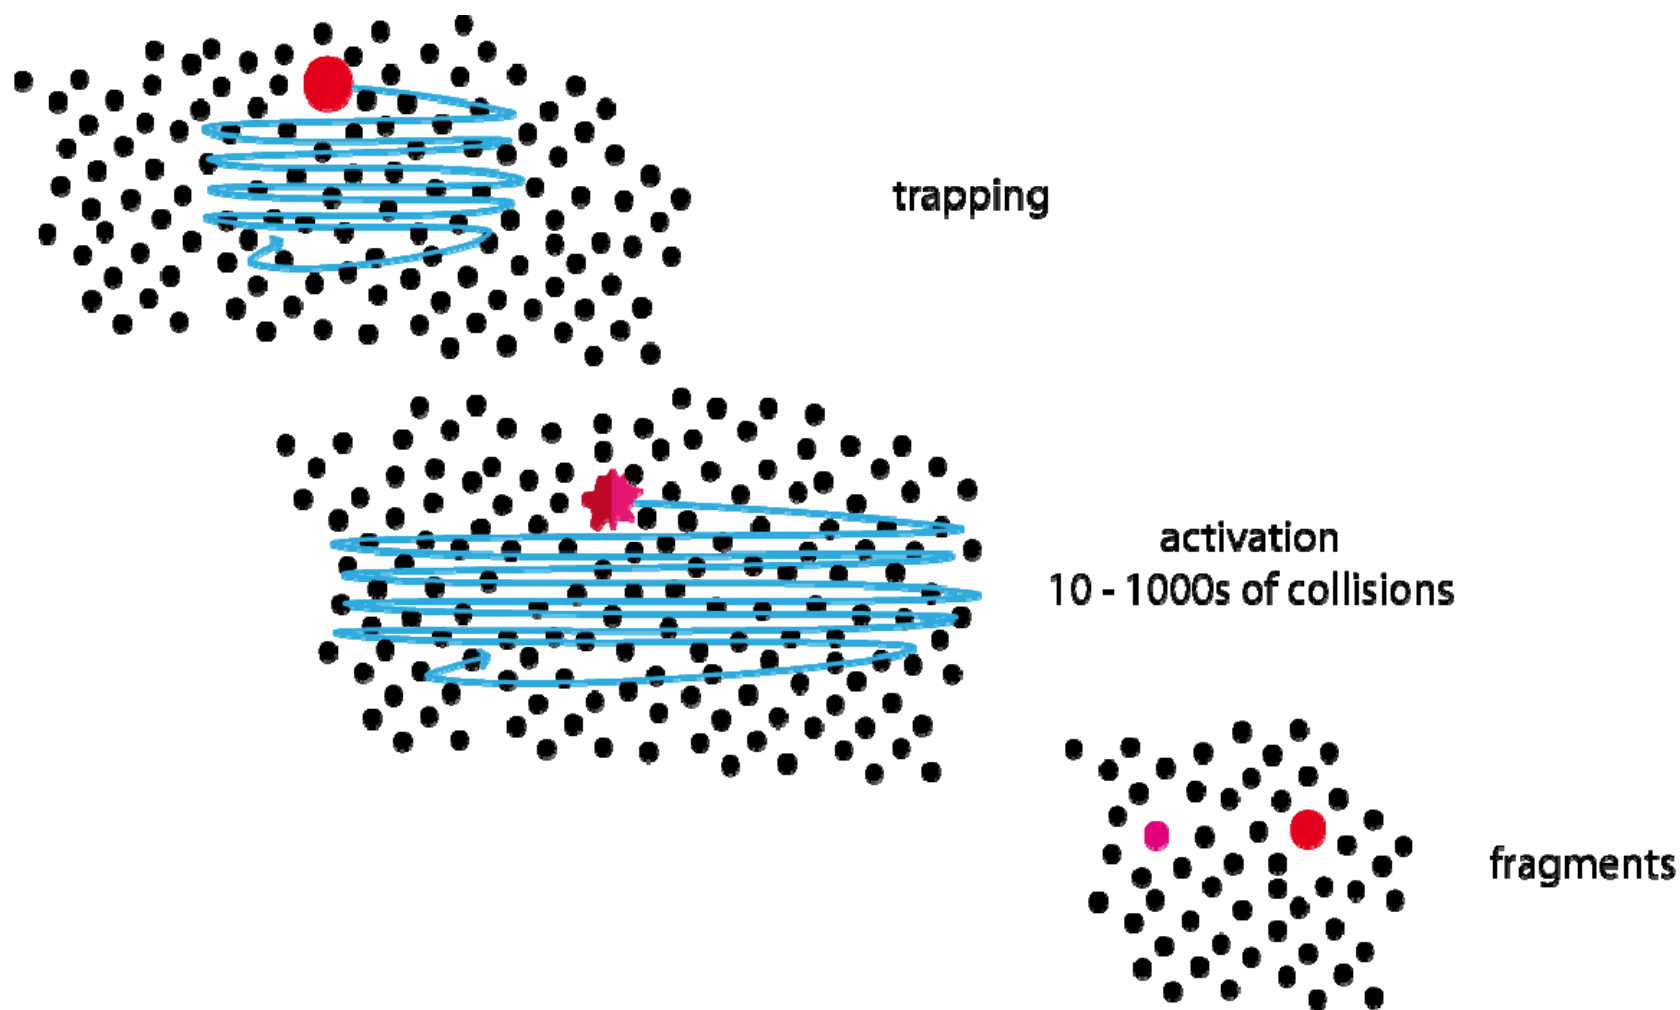 trapping
activation
10 - 1000s of collisions
fragments